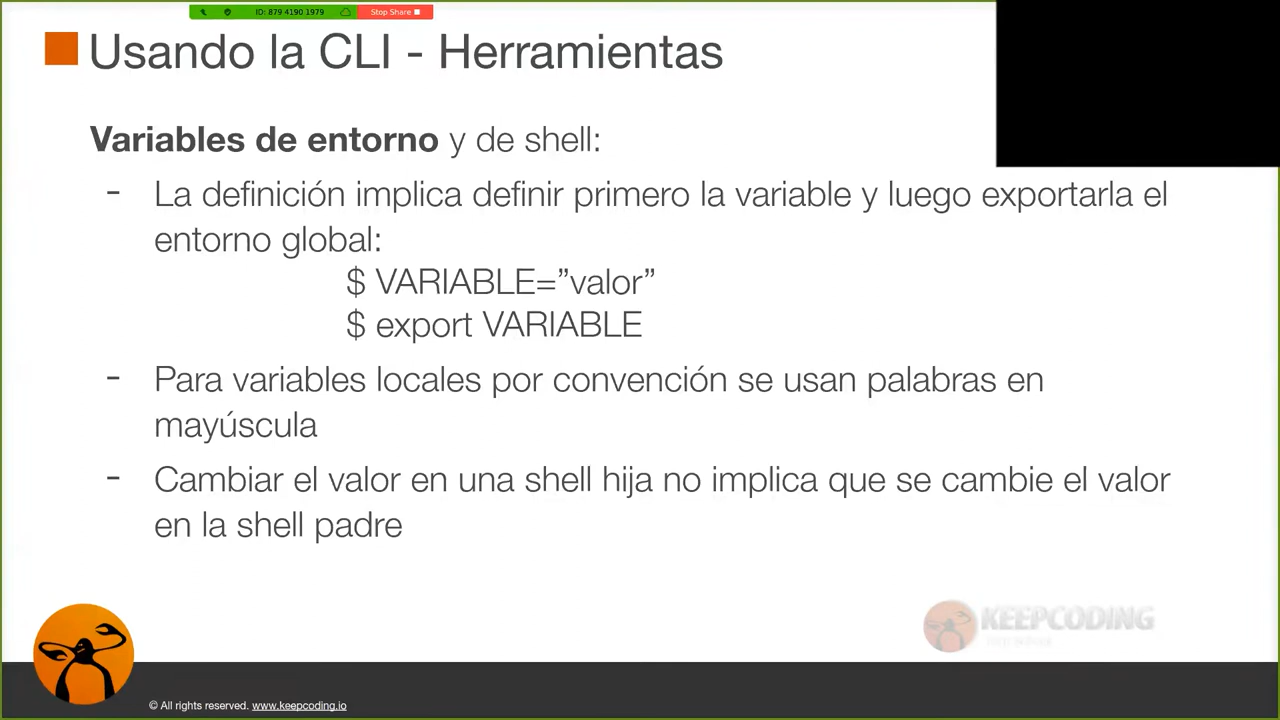 ID: 879 4190 1979
Stop Share
Usando la CLI - Herramientas
Variables de entorno y de shell:
- La definición implica definir primero la variable y luego exportarla el
entorno global:
$ VARIABLE=”valor”
$ export VARIABLE
- Para variables locales por convención se usan palabras en
mayúscula
- Cambiar el valor en una shell hija no implica que se cambie el valor
en la shell padre
KEEPCODING
© All rights reserved. www.keepcoding.io